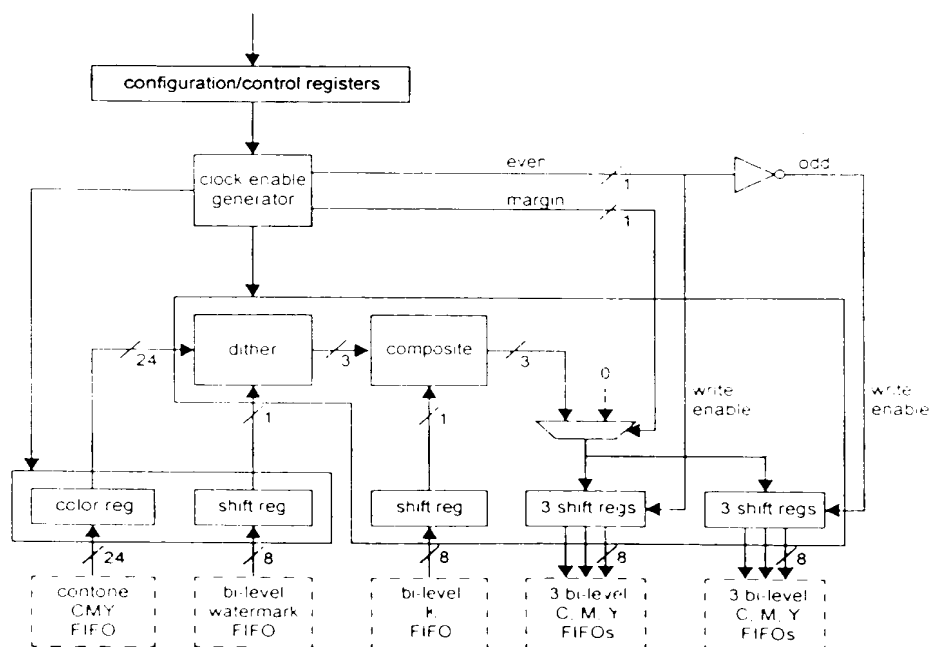 configuration/control registers
clock enable
generator
even
1
odd
margin
1
dither
composite
24
3
3
0
1
1
write
enable
write
enable
color reg
shift reg
shift reg
3 shift regs
3 shift regs
24
8
8
8
8
contone
CMY
FIFO
bi-level
watermark
FIFO
bi-level
K
FIFO
3 bi-level
C, M, Y
FIFOs
3 bi-level
C, M, Y
FIFOs